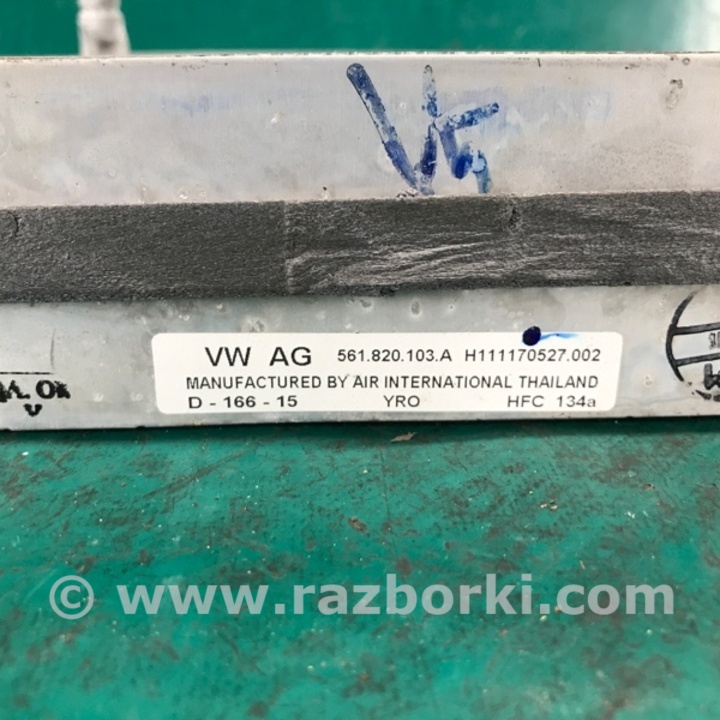 VW AG 561.820.103.A H111170527.002
MANUFACTURED BY AIR INTERNATIONAL THAILAND
D - 166 - 15 YRO HFC 134a
© www.razborki.com